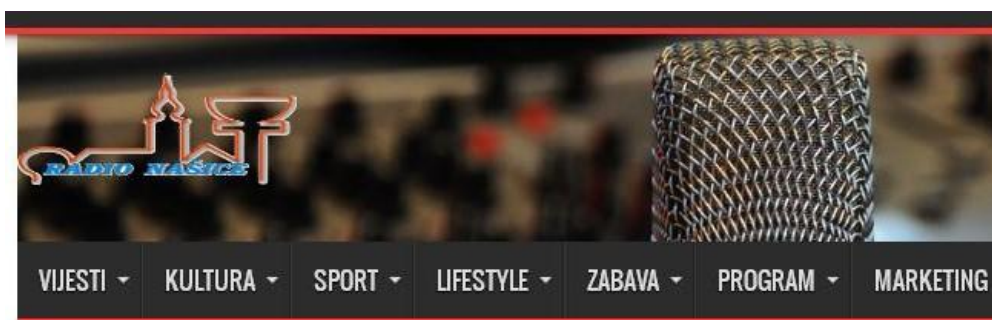 RADIO NAŠICE
VIJESTI KULTURA SPORT LIFESTYLE ZABAVA PROGRAM MARKETING